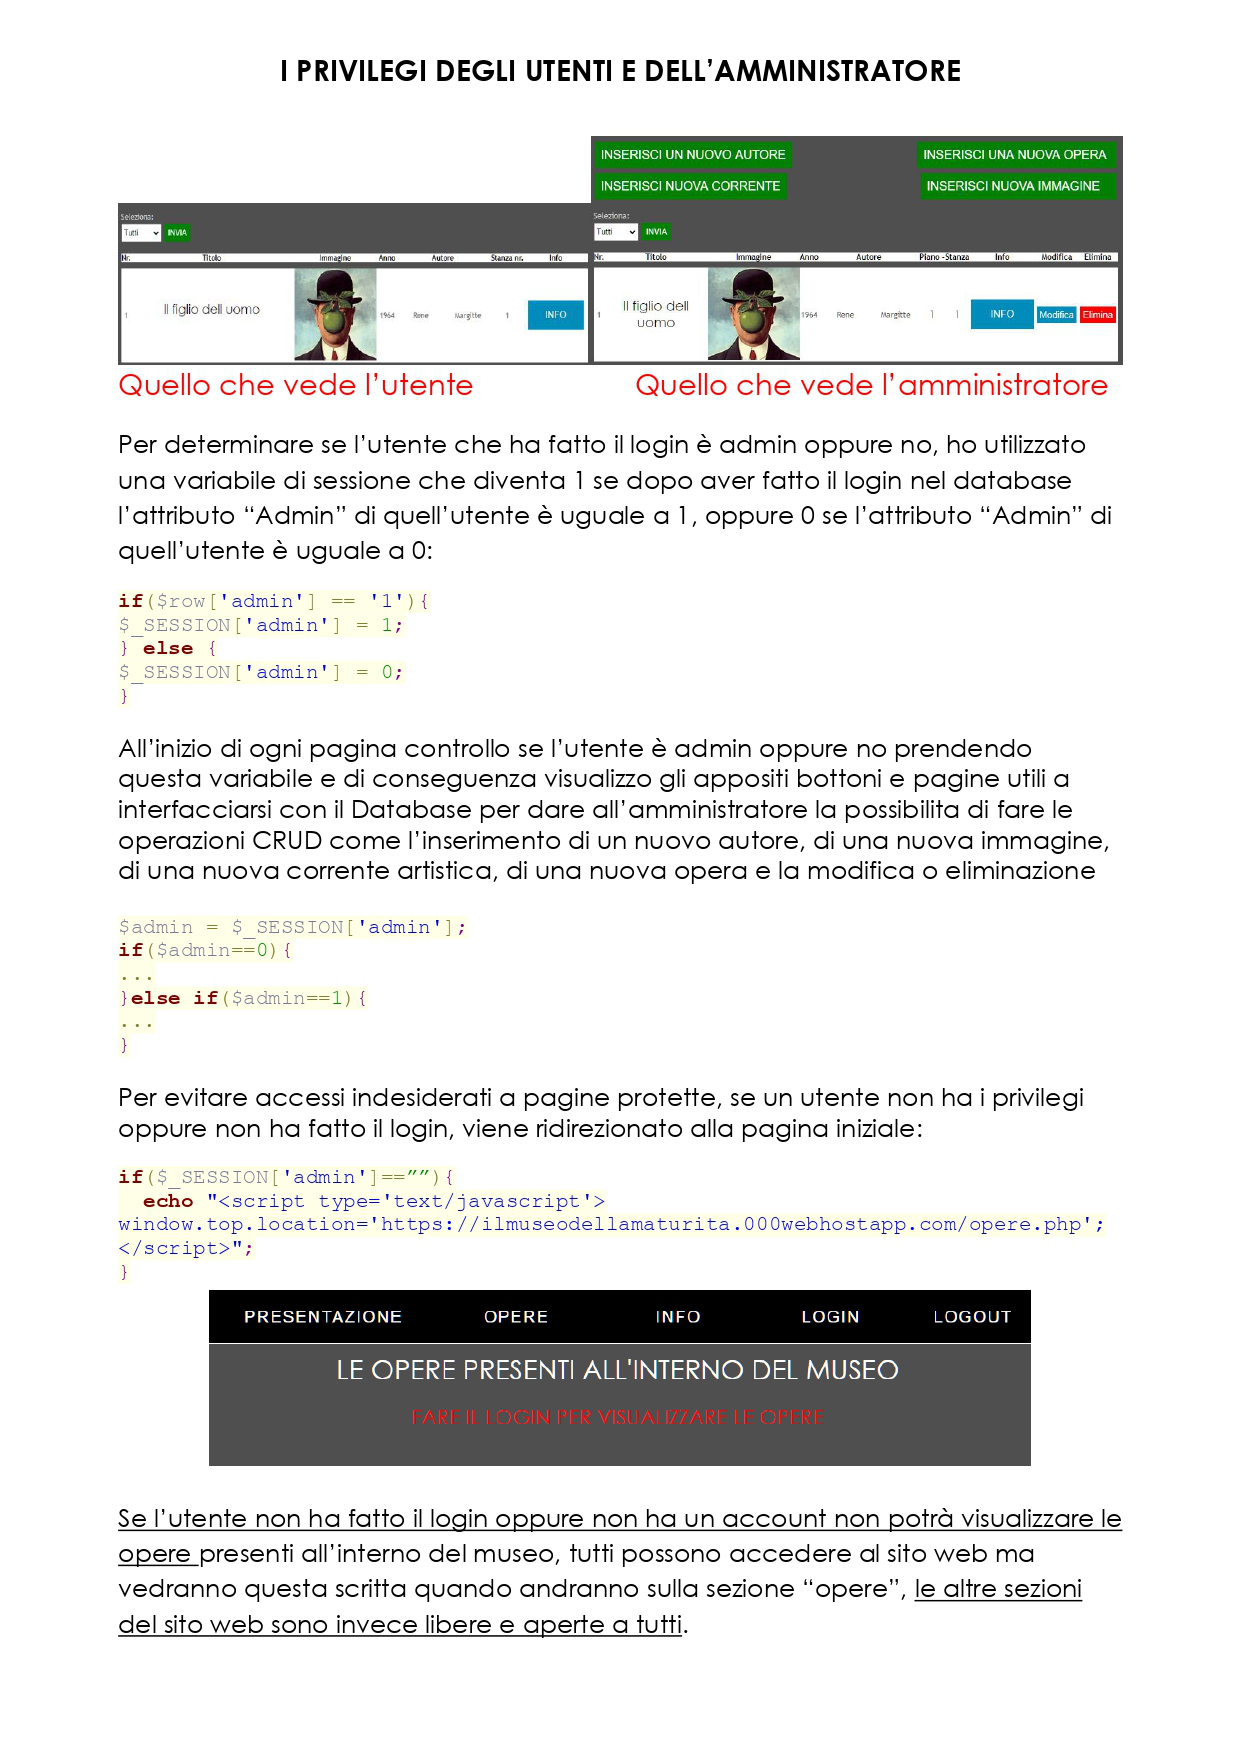 I PRIVILEGI DEGLI UTENTI E DELL’AMMINISTRATORE
Seleziona:
Tutti INVIA
Nr. Titolo Immagine Anno Autore Stanza nr. Info
1 Il figlio dell uomo 1964 Rene Margitte 1 INFO
INSERISCI UN NUOVO AUTORE INSERISCI UNA NUOVA OPERA
INSERISCI NUOVA CORRENTE INSERISCI NUOVA IMMAGINE
Seleziona:
Tutti INVIA
Nr. Titolo Immagine Anno Autore Piano -Stanza Info Modifica Elimina
1 Il figlio dell uomo 1964 Rene Margitte 1 1 INFO Modifica Elimina
Quello che vede l’utente Quello che vede l’amministratore
Per determinare se l’utente che ha fatto il login è admin oppure no, ho utilizzato
una variabile di sessione che diventa 1 se dopo aver fatto il login nel database
l’attributo “Admin” di quell’utente è uguale a 1, oppure 0 se l’attributo “Admin” di
quell’utente è uguale a 0:
if($row['admin'] == '1'){
$_SESSION['admin'] = 1;
} else {
$_SESSION['admin'] = 0;
}
All’inizio di ogni pagina controllo se l’utente è admin oppure no prendendo
questa variabile e di conseguenza visualizzo gli appositi bottoni e pagine utili a
interfacciarsi con il Database per dare all’amministratore la possibilita di fare le
operazioni CRUD come l’inserimento di un nuovo autore, di una nuova immagine,
di una nuova corrente artistica, di una nuova opera e la modifica o eliminazione
$admin = $_SESSION['admin'];
if($admin==0){
...
}else if($admin==1){
...
}
Per evitare accessi indesiderati a pagine protette, se un utente non ha i privilegi
oppure non ha fatto il login, viene ridirezionato alla pagina iniziale:
if($_SESSION['admin']==””){
echo "<script type='text/javascript'>
window.top.location='https://ilmuseodellamaturita.000webhostapp.com/opere.php';
</script>";
}
PRESENTAZIONE OPERE INFO LOGIN LOGOUT
LE OPERE PRESENTI ALL'INTERNO DEL MUSEO
FARE IL LOGIN PER VISUALIZZARE LE OPERE
Se l’utente non ha fatto il login oppure non ha un account non potrà visualizzare le
opere presenti all’interno del museo, tutti possono accedere al sito web ma
vedranno questa scritta quando andranno sulla sezione “opere”, le altre sezioni
del sito web sono invece libere e aperte a tutti.